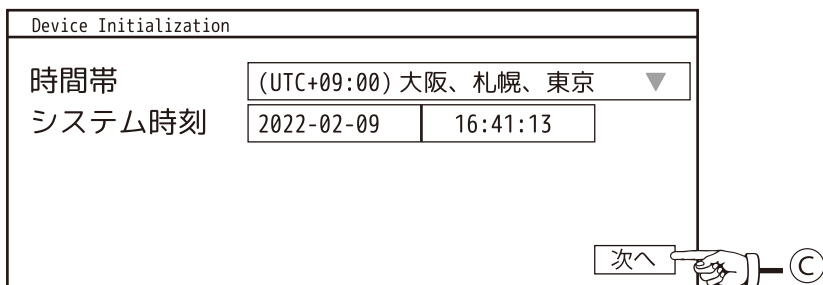 Device Initialization
時間帯 (UTC+09:00) 大阪、札幌、東京 ▼
システム時刻 2022-02-09 16:41:13
次へ Ⓒ